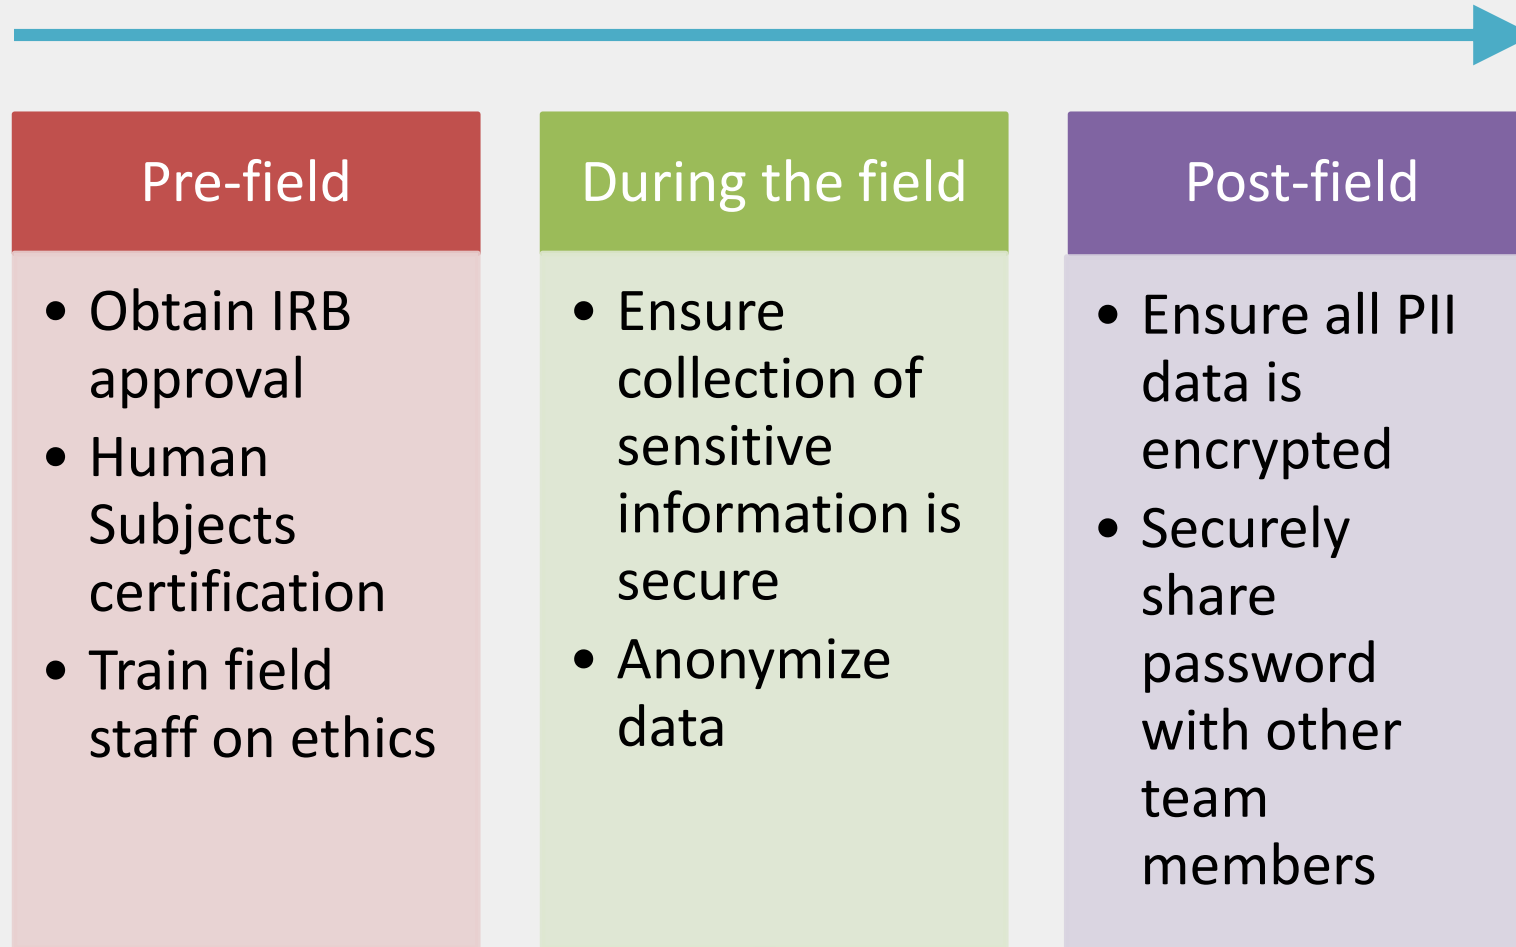 Pre-field
• Obtain IRB
approval
• Human
Subjects
certification
• Train field
staff on ethics
During the field
• Ensure
collection of
sensitive
information is
secure
• Anonymize
data
Post-field
• Ensure all PII
data is
encrypted
• Securely
share
password
with other
team
members